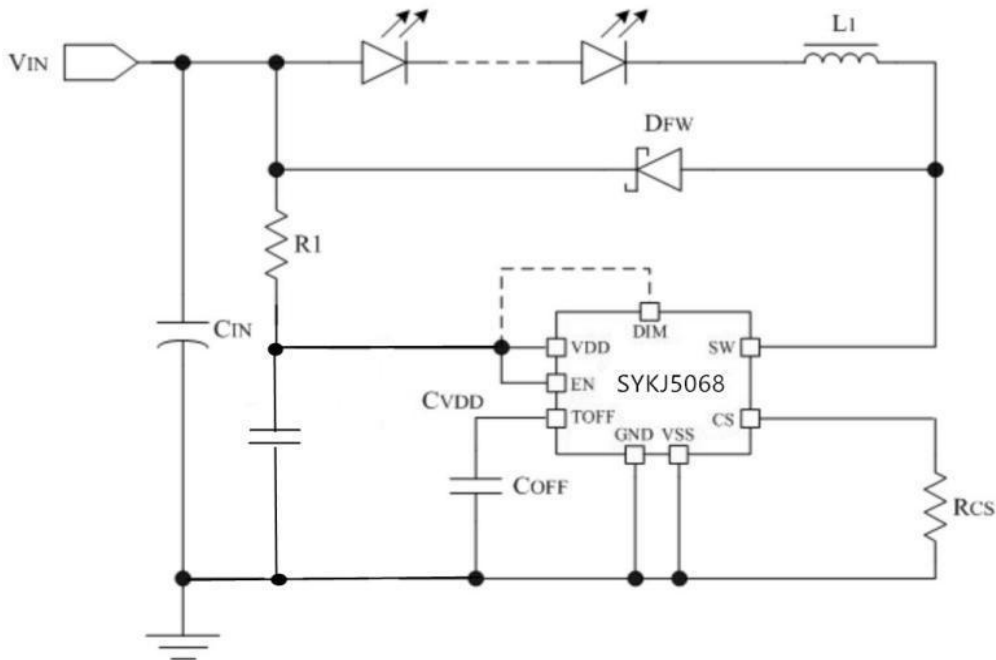 L1
VIN
DFW
R1
CIN
DIM
VDD
SW
EN
SYKJ5068
CVDD
TOFF
CS
GND
VSS
COFF
RCS